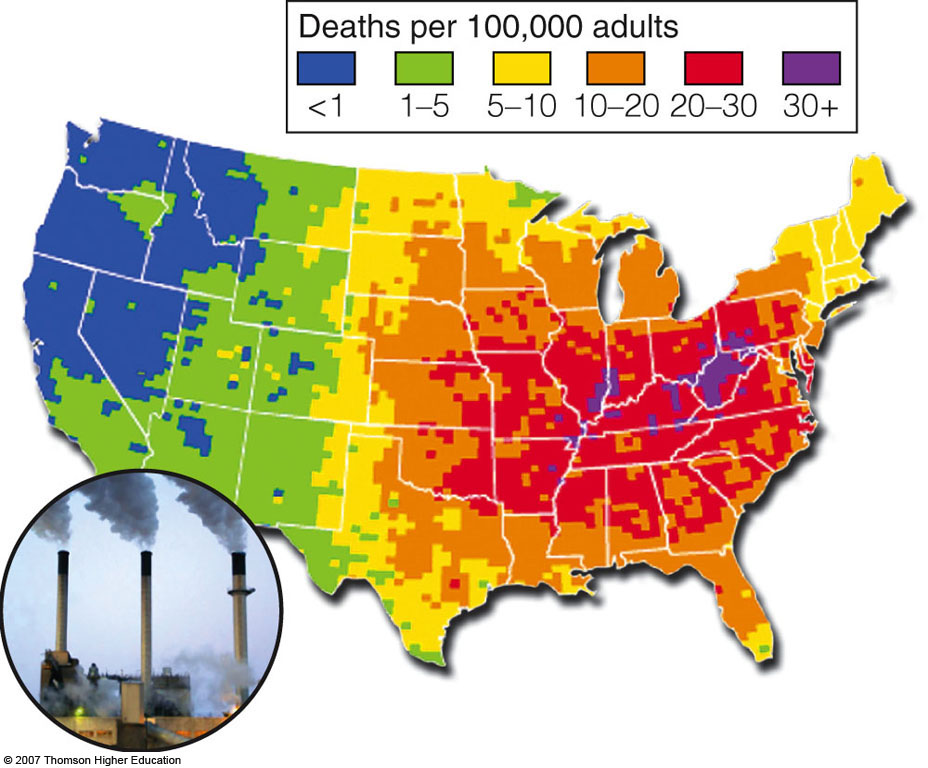 Deaths per 100,000 adults
<1 1–5 5–10 10–20 20–30 30+
© 2007 Thomson Higher Education